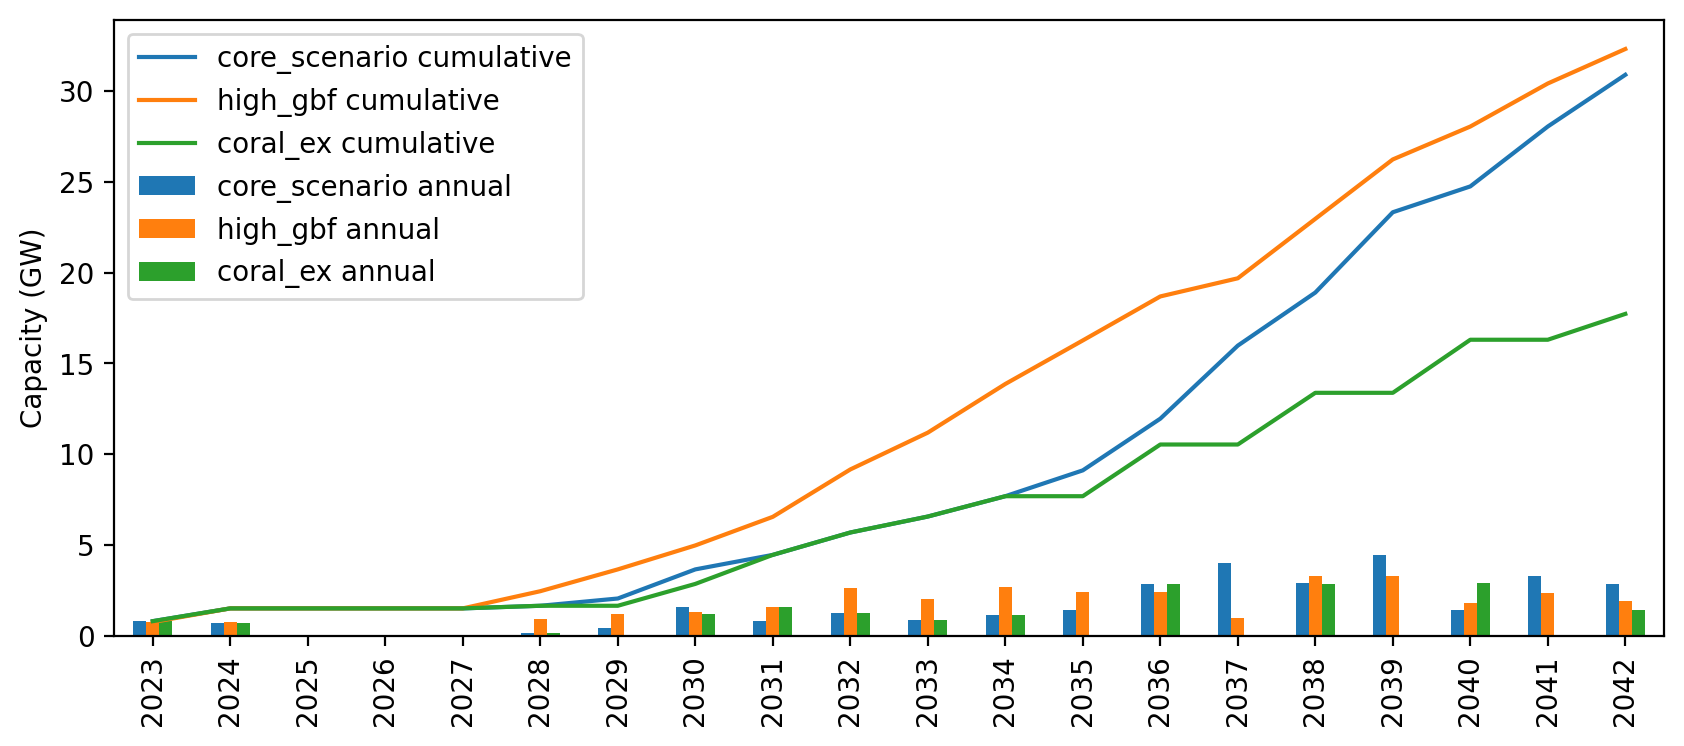 core_scenario cumulative
high_gbf cumulative
coral_ex cumulative
core_scenario annual
high_gbf annual
coral_ex annual
Capacity (GW)
30
25
20
15
10
5
0
2023 2024 2025 2026 2027 2028 2029 2030 2031 2032 2033 2034 2035 2036 2037 2038 2039 2040 2041 2042